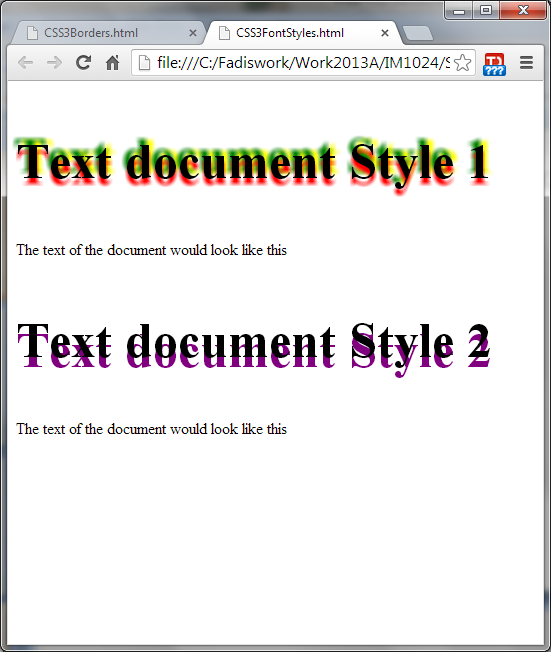 CSS3Borders.html
CSS3FontStyles.html
file:///C:/Fadiswork/Work2013A/IM1024/S
???
Text document Style 1
The text of the document would look like this
Text document Style 2
The text of the document would look like this